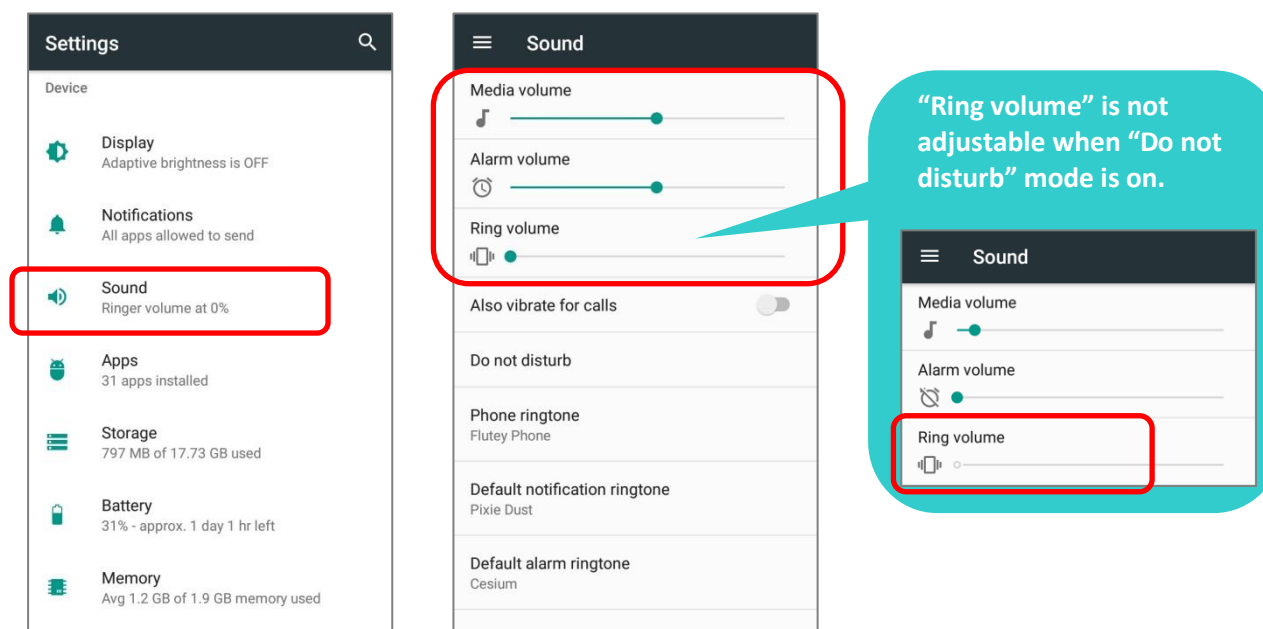 Settings
Device
Display
Adaptive brightness is OFF
Notifications
All apps allowed to send
Sound
Ringer volume at 0%
Apps
31 apps installed
Storage
797 MB of 17.73 GB used
Battery
31% - approx. 1 day 1 hr left
Memory
Avg 1.2 GB of 1.9 GB memory used
Sound
Media volume
Alarm volume
Ring volume
Also vibrate for calls
Do not disturb
Phone ringtone
Flutey Phone
Default notification ringtone
Pixie Dust
Default alarm ringtone
Cesium
“Ring volume” is not
adjustable when “Do not
disturb” mode is on.
Sound
Media volume
Alarm volume
Ring volume